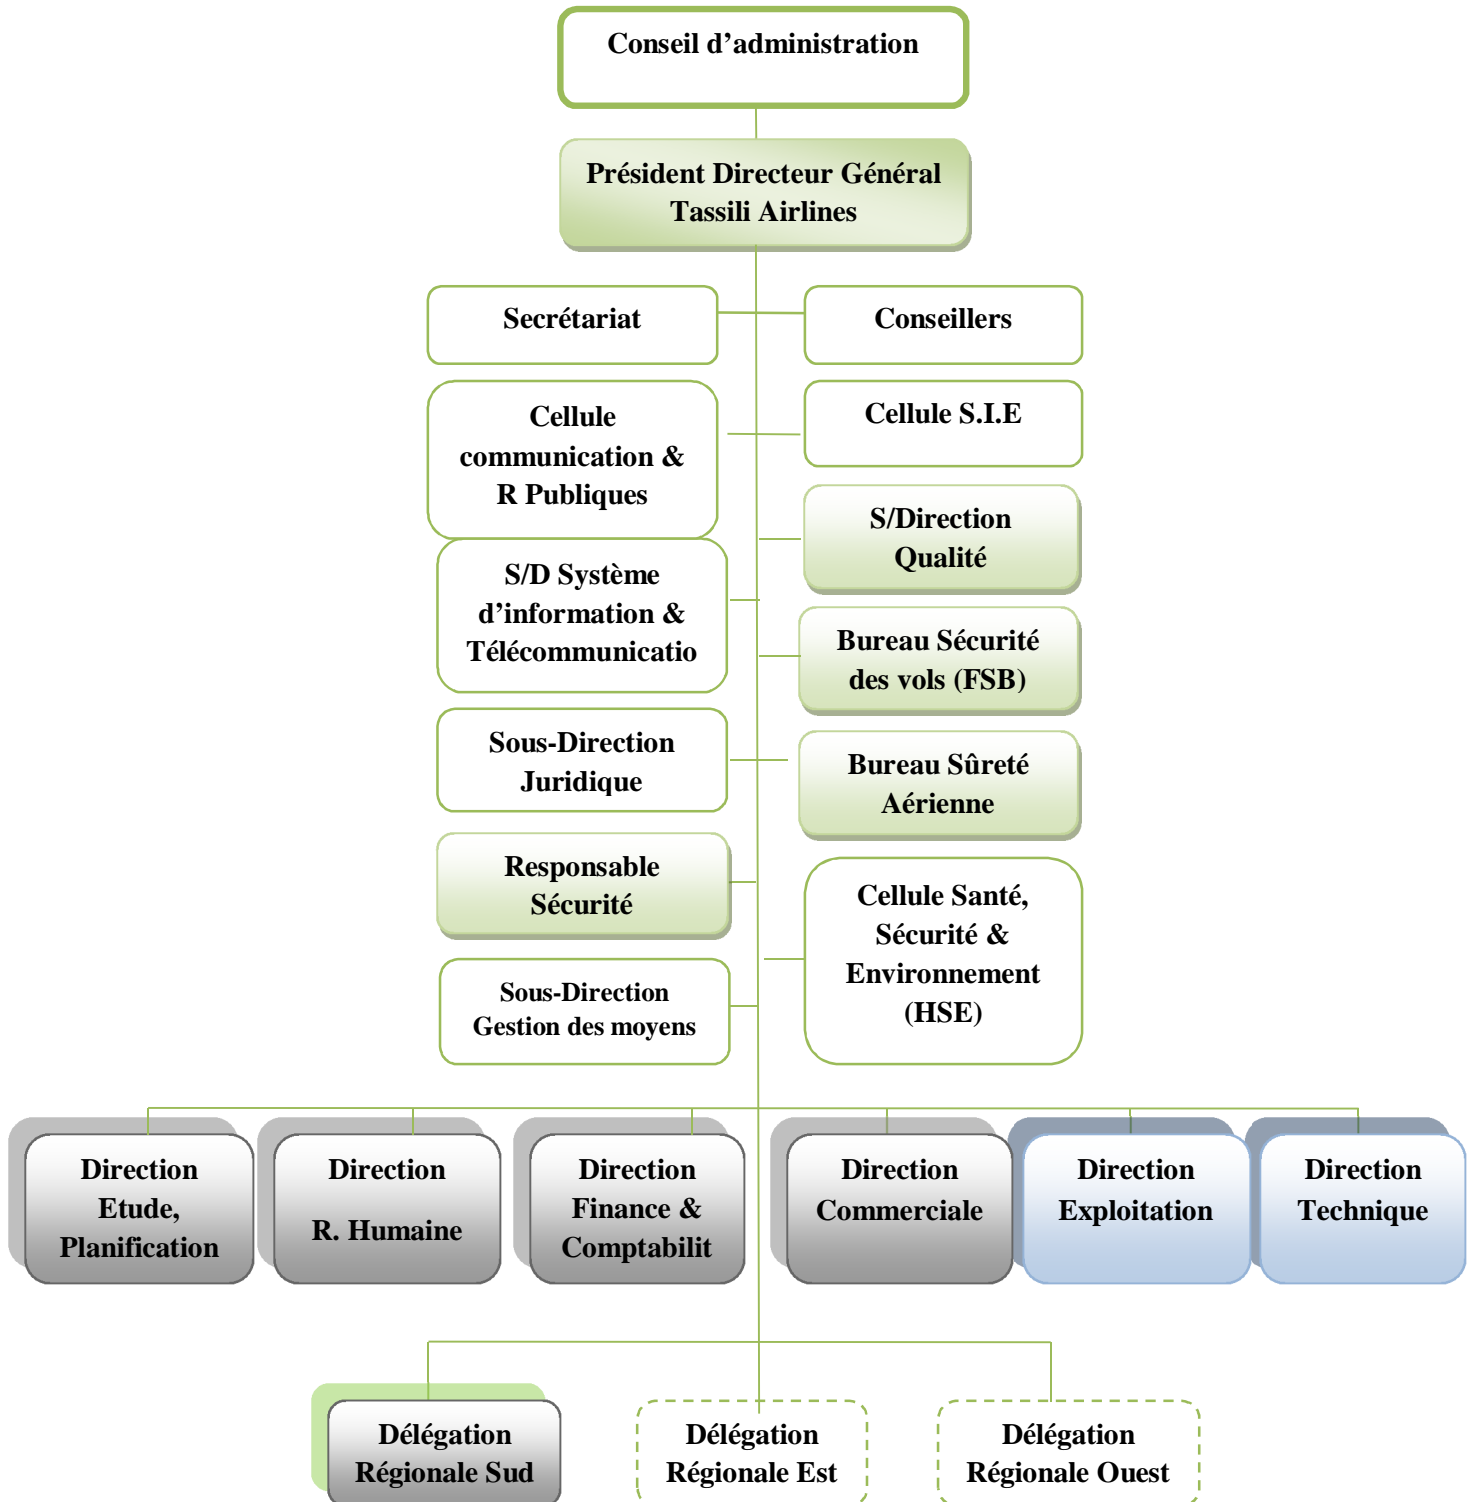 Conseil d’administration
Président Directeur Général
Tassili Airlines
Secrétariat
Conseillers
Cellule
communication &
R Publiques
Cellule S.I.E
S/Direction
Qualité
S/D Système
d’information &
Télécommunicatio
Bureau Sécurité
des vols (FSB)
Sous-Direction
Juridique
Bureau Sûreté
Aérienne
Responsable
Sécurité
Cellule Santé,
Sécurité &
Environnement
(HSE)
Sous-Direction
Gestion des moyens
Direction
Etude,
Planification
Direction
R. Humaine
Direction
Finance &
Comptabilit
Direction
Commerciale
Direction
Exploitation
Direction
Technique
Délégation
Régionale Sud
Délégation
Régionale Est
Délégation
Régionale Ouest